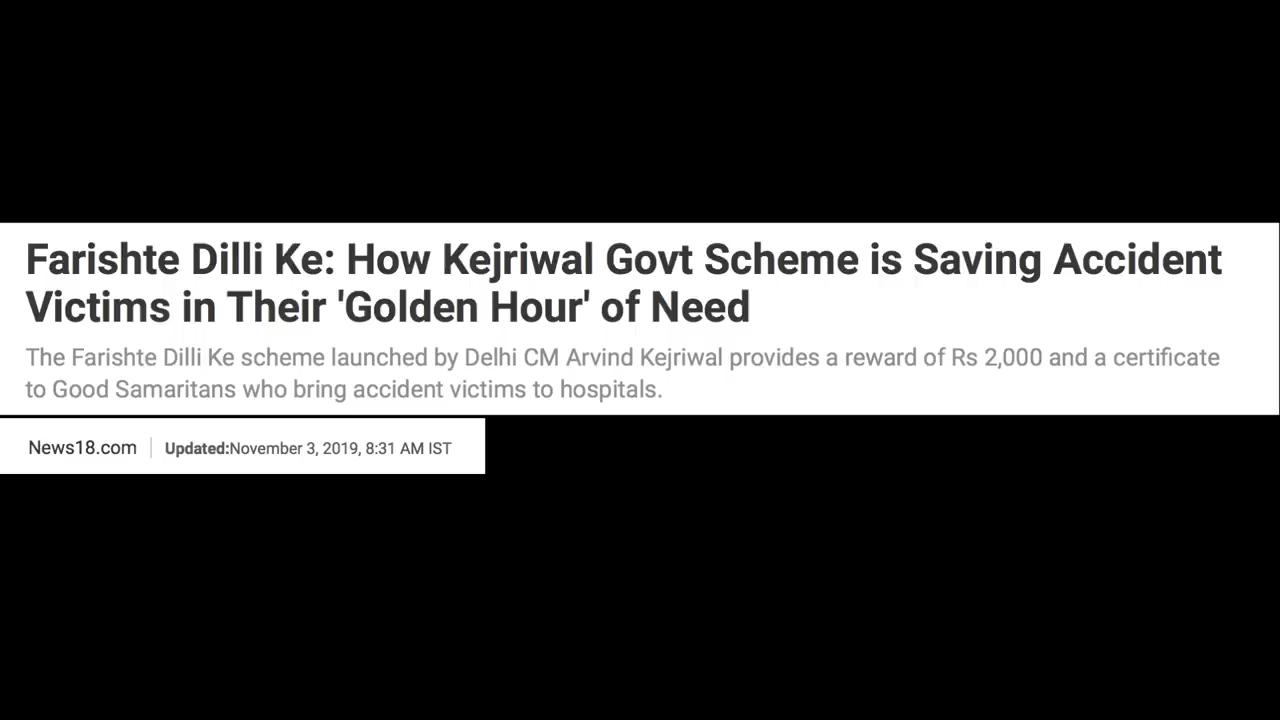 Farishte Dilli Ke: How Kejriwal Govt Scheme is Saving Accident
Victims in Their 'Golden Hour' of Need
The Farishte Dilli Ke scheme launched by Delhi CM Arvind Kejriwal provides a reward of Rs 2,000 and a certificate
to Good Samaritans who bring accident victims to hospitals.
News18.com | Updated:November 3, 2019, 8:31 AM IST